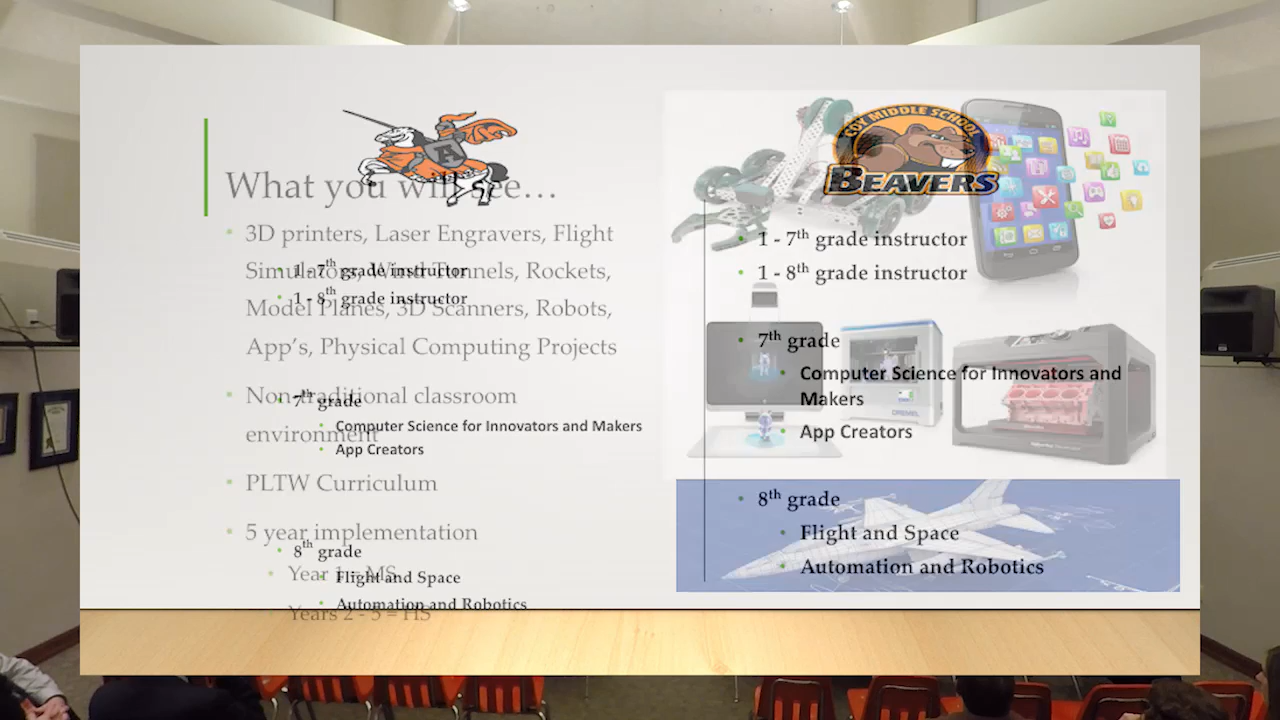 What you will see…
3D printers, Laser Engravers, Flight
Simulators, Wind Tunnels, Rockets,
Model Planes, 3D Scanners, Robots,
App's, Physical Computing Projects
Non-traditional classroom
environment
PLTW Curriculum
5 year implementation
Year 1 = MS
Years 2 - 5 = HS
A
1 - 7th grade instructor
1 - 8th grade instructor
7th grade
Computer Science for Innovators and Makers
App Creators
8th grade
Flight and Space
Automation and Robotics
COY MIDDLE SCHOOL
BEAVERS
1 - 7th grade instructor
1 - 8th grade instructor
7th grade
Computer Science for Innovators and
Makers
App Creators
8th grade
Flight and Space
Automation and Robotics
DREMEL